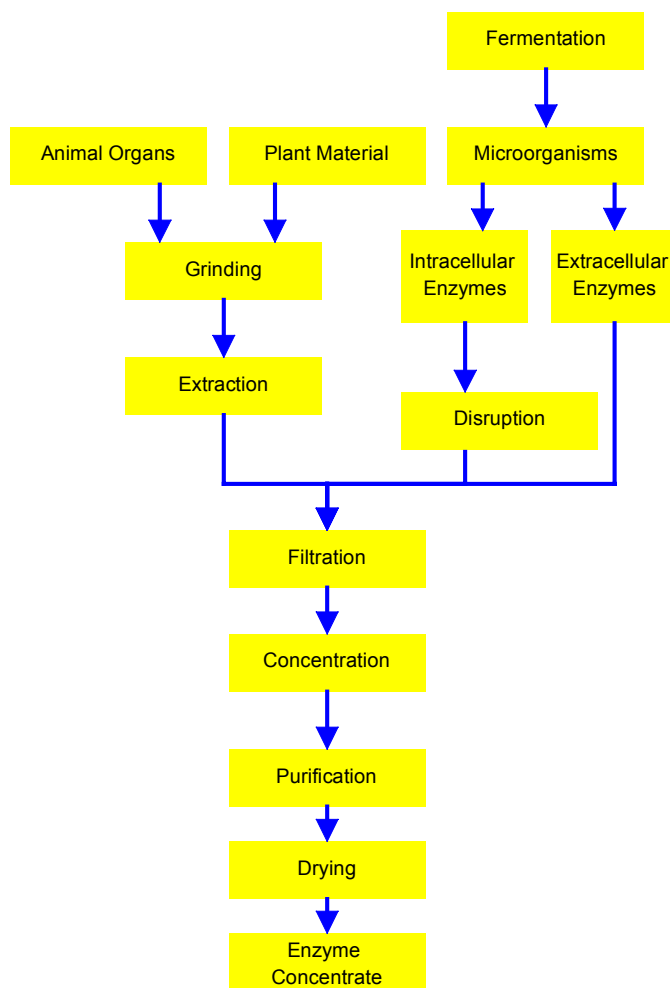 Fermentation
Animal Organs
Plant Material
Microorganisms
Grinding
Intracellular
Enzymes
Extracellular
Enzymes
Extraction
Disruption
Filtration
Concentration
Purification
Drying
Enzyme
Concentrate